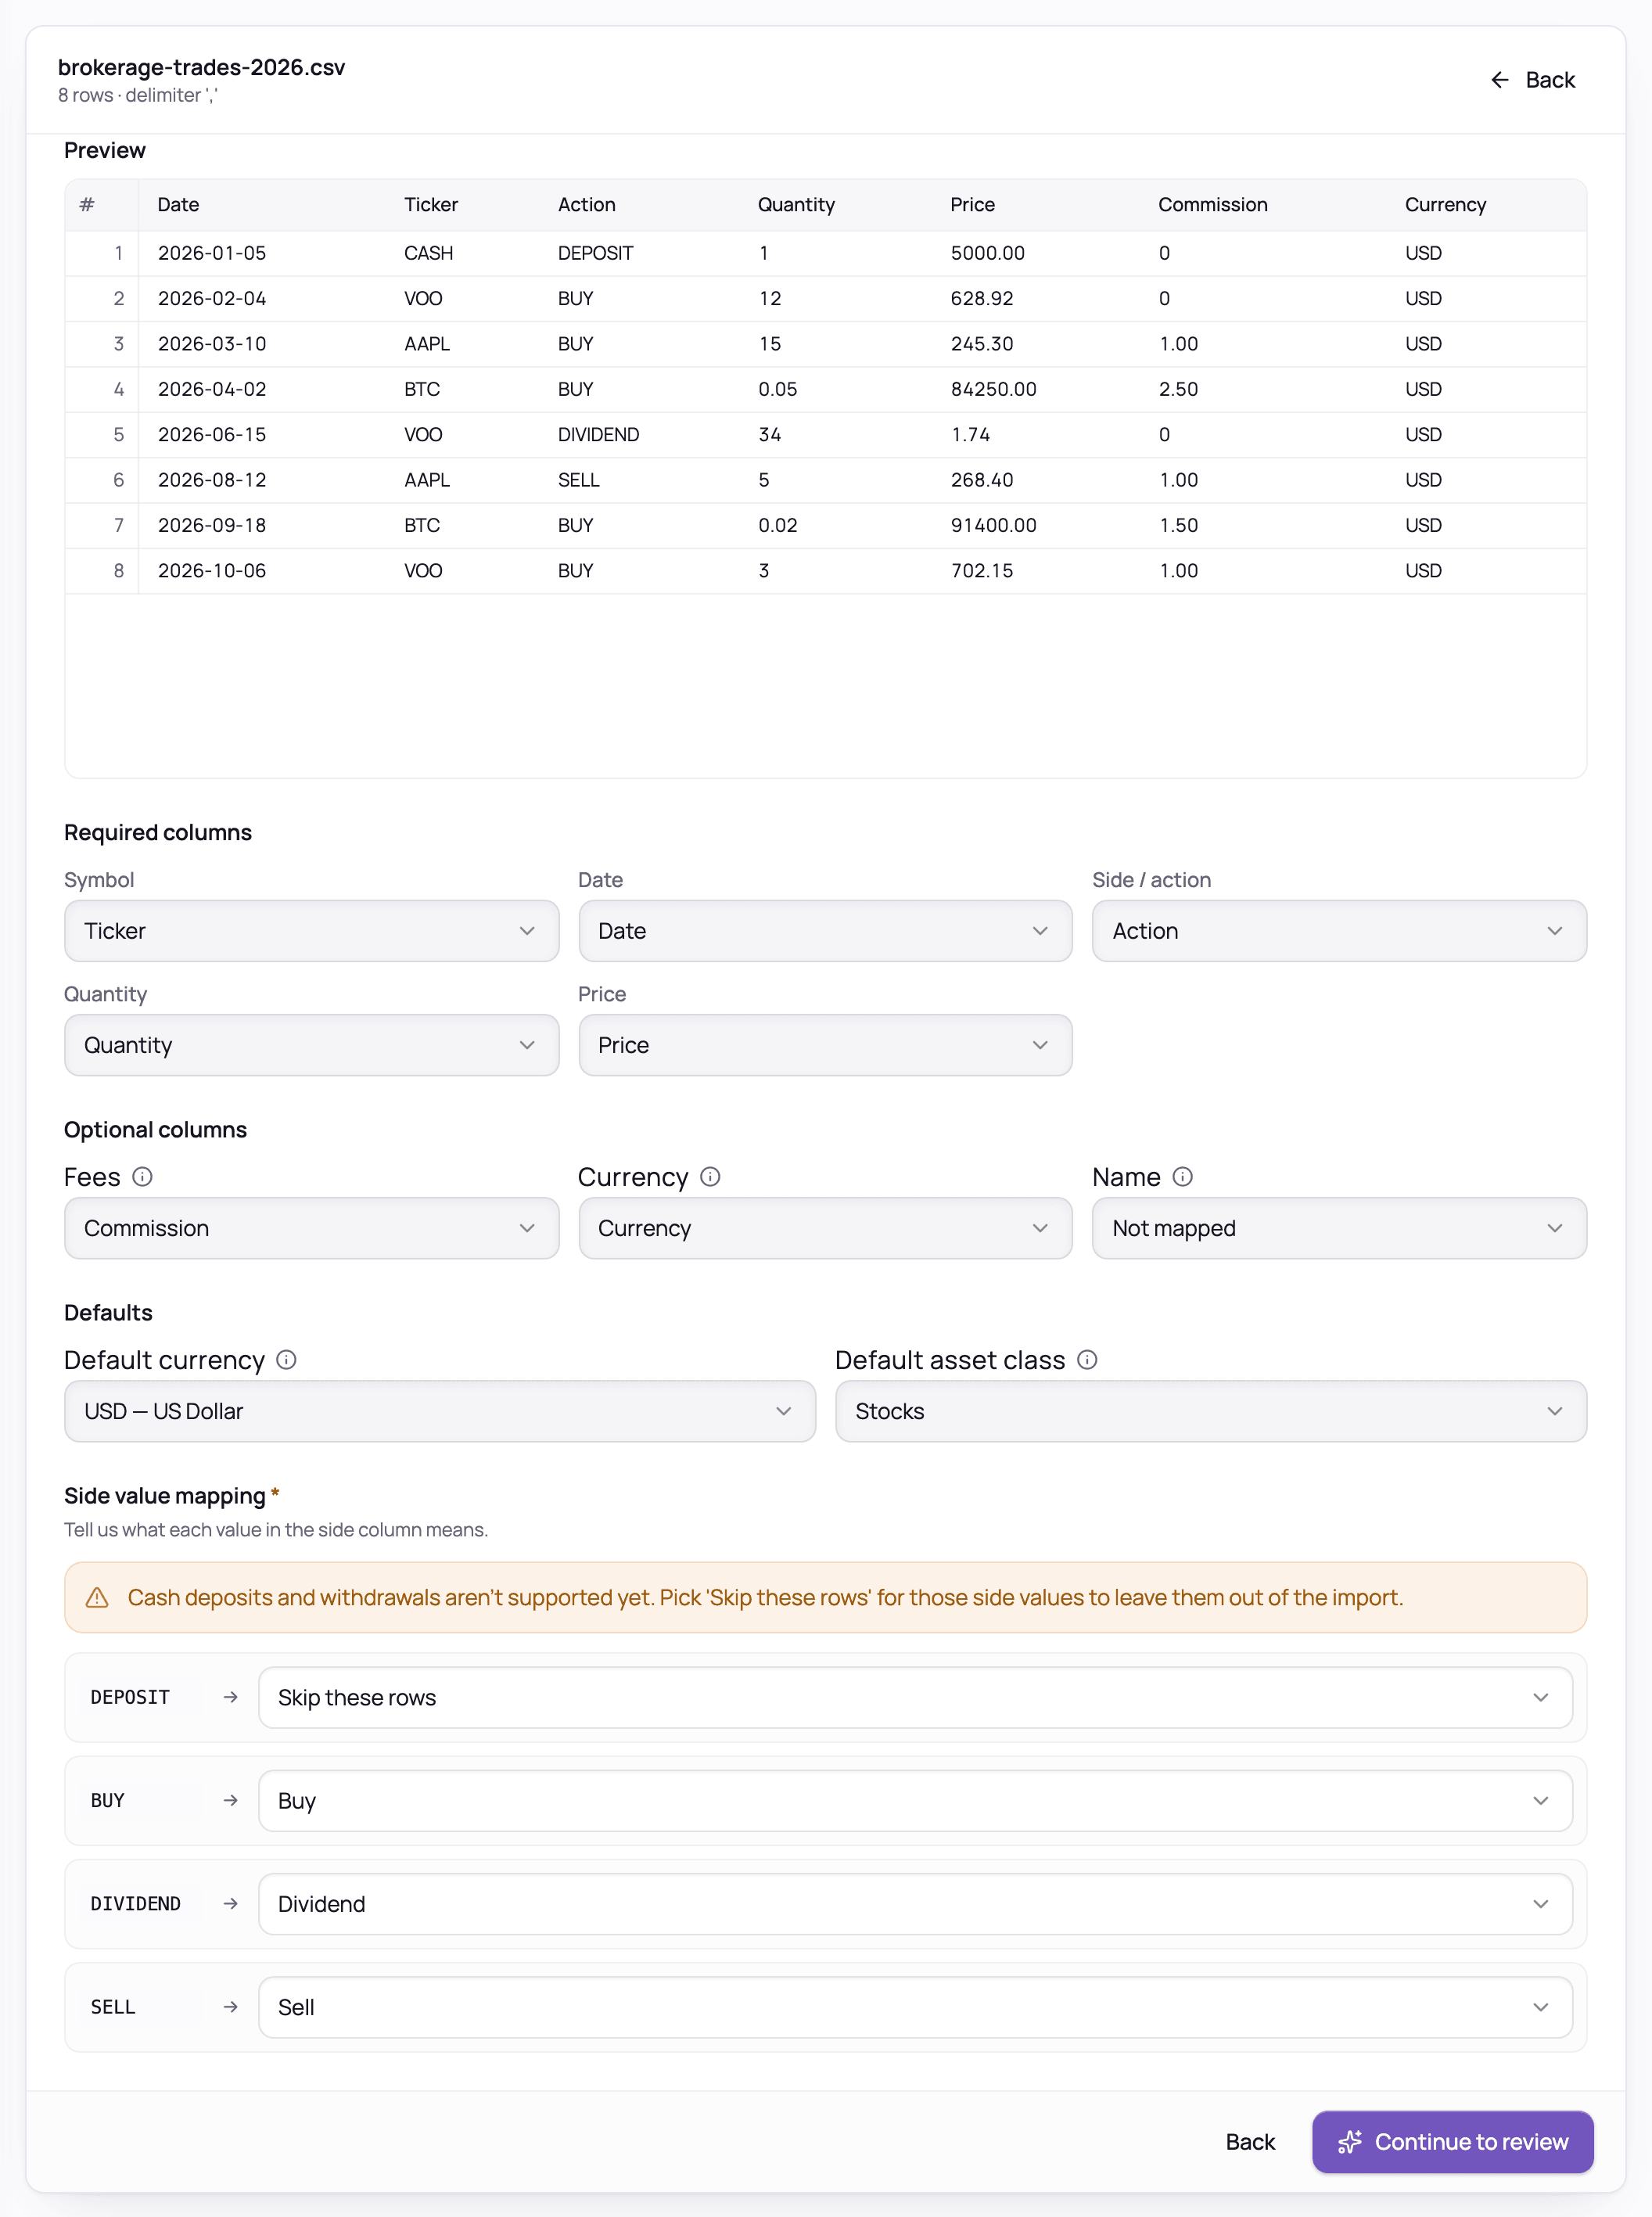 brokerage-trades-2026.csv
8 rows · delimiter ','
← Back
Preview
# Date Ticker Action Quantity Price Commission Currency
1 2026-01-05 CASH DEPOSIT 1 5000.00 0 USD
2 2026-02-04 VOO BUY 12 628.92 0 USD
3 2026-03-10 AAPL BUY 15 245.30 1.00 USD
4 2026-04-02 BTC BUY 0.05 84250.00 2.50 USD
5 2026-06-15 VOO DIVIDEND 34 1.74 0 USD
6 2026-08-12 AAPL SELL 5 268.40 1.00 USD
7 2026-09-18 BTC BUY 0.02 91400.00 1.50 USD
8 2026-10-06 VOO BUY 3 702.15 1.00 USD
Required columns
Symbol Date Side / action
Ticker Date Action
Quantity Price
Quantity Price
Optional columns
Fees Currency Name
Commission Currency Not mapped
Defaults
Default currency Default asset class
USD — US Dollar Stocks
Side value mapping *
Tell us what each value in the side column means.
Cash deposits and withdrawals aren't supported yet. Pick 'Skip these rows' for those side values to leave them out of the import.
DEPOSIT → Skip these rows
BUY → Buy
DIVIDEND → Dividend
SELL → Sell
Back Continue to review